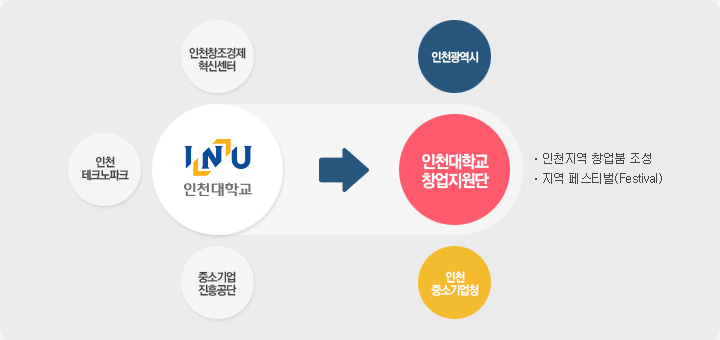 인천창조경제
혁신센터
인천광역시
인천
테크노파크
INU
인천대학교
인천대학교
창업지원단
· 인천지역 창업붐 조성
· 지역 페스티벌(Festival)
중소기업
진흥공단
인천
중소기업청